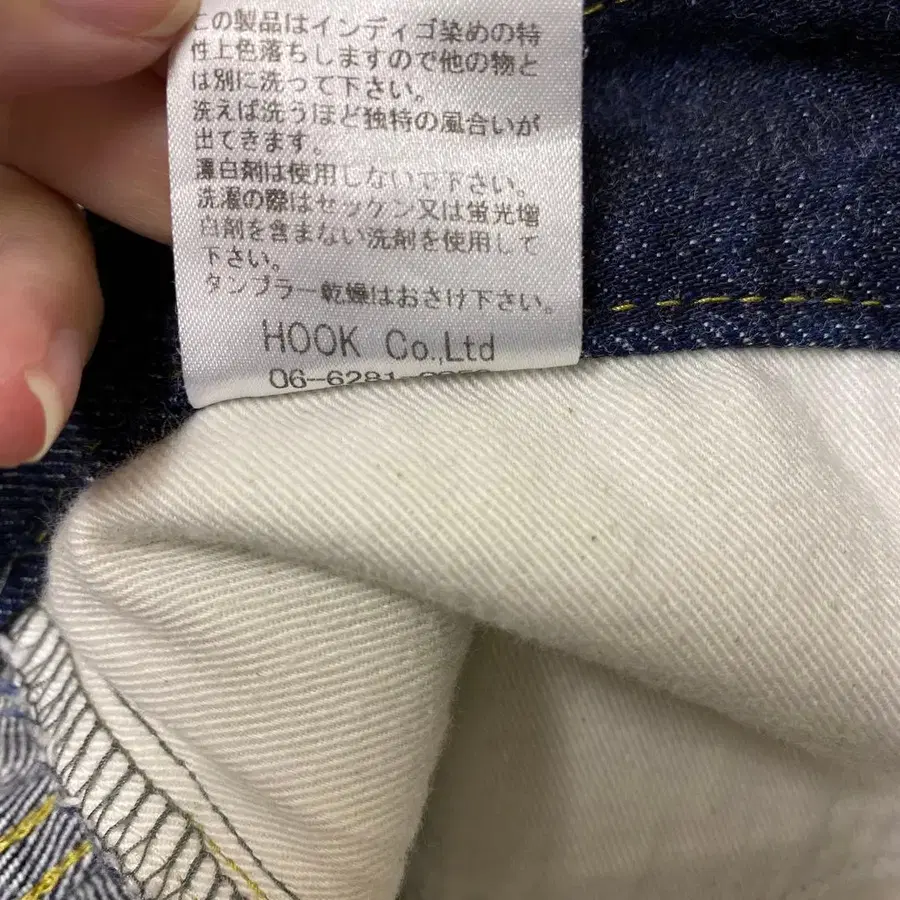 この製品はインディゴ染めの特
性上色落ちしますので他の物と
は別に洗って下さい。
洗えば洗うほど独特の風合いが
出てきます。
漂白剤は使用しないで下さい。
洗濯の際はセッケン又は蛍光増
白剤を含まない洗剤を使用して
下さい。
タンブラー乾燥はおさけ下さい。
HOOK Co.,Ltd